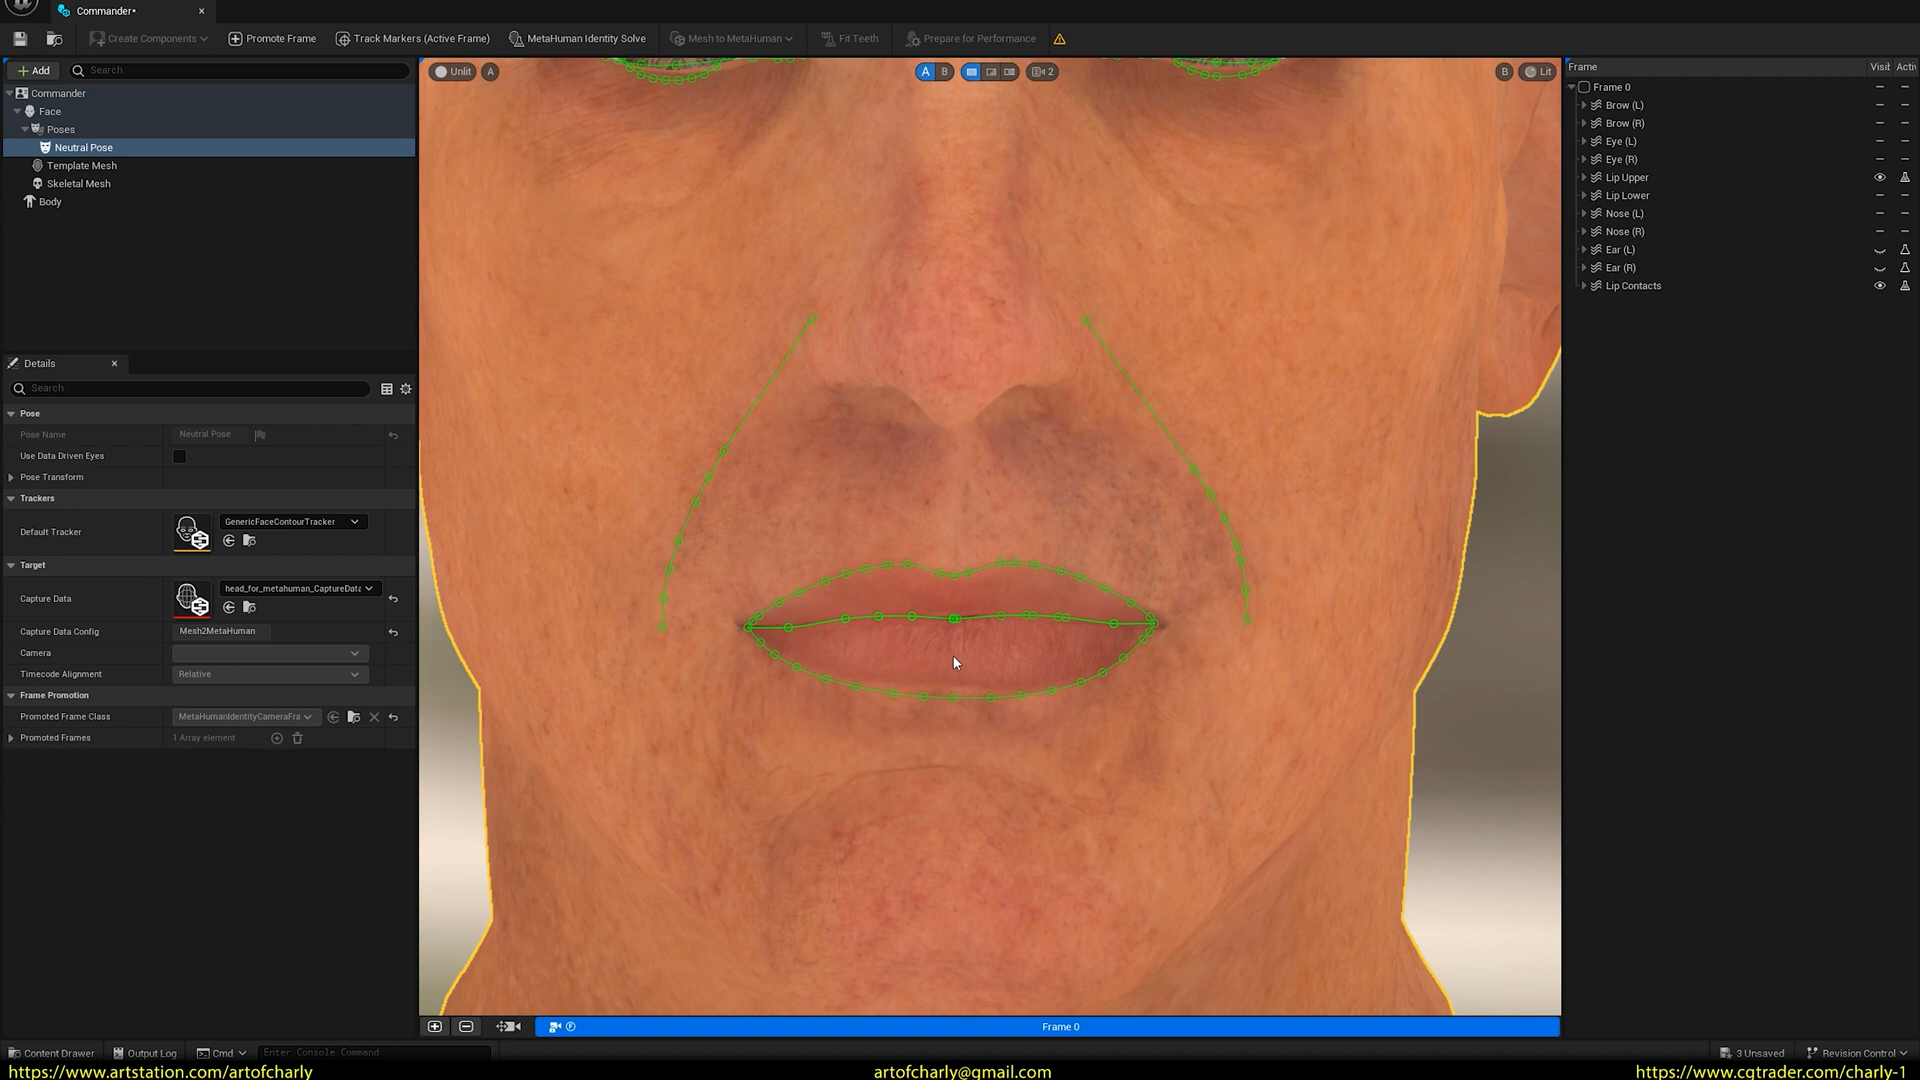 Commander•
Create Components
Promote Frame
Track Markers (Active Frame)
MetaHuman Identity Solve
Mesh to MetaHuman
Fit Teeth
Prepare for Performance
Add
Search
Commander
Face
Poses
Neutral Pose
Template Mesh
Skeletal Mesh
Body
Unlit
A
A
B
2
B
Lit
Frame
Frame 0
Brow (L)
Brow (R)
Eye (L)
Eye (R)
Lip Upper
Lip Lower
Nose (L)
Nose (R)
Ear (L)
Ear (R)
Lip Contacts
Details
Search
Pose
Pose Name Neutral Pose
Use Data Driven Eyes
Pose Transform
Trackers
Default Tracker GenericFaceContourTracker
Target
Capture Data head_for_metahuman_CaptureData
Capture Data Config Mesh2MetaHuman
Camera
Timecode Alignment Relative
Frame Promotion
Promoted Frame Class MetaHumanIdentityCameraFra
Promoted Frames 1 Array element
Frame 0
Content Drawer
Output Log
Cmd
Enter Console Command
3 Unsaved
Revision Control
https://www.artstation.com/artofcharly
artofcharly@gmail.com
https://www.cgtrader.com/charly-1